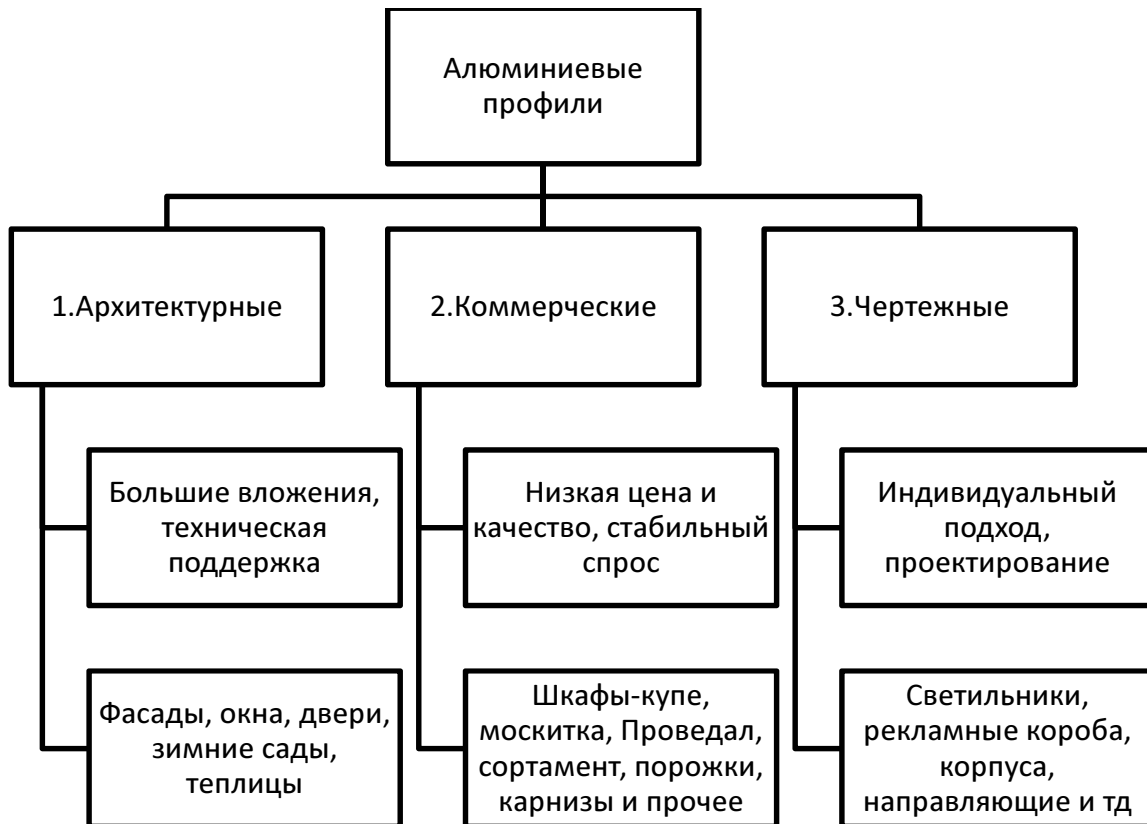 Алюминиевые
профили
1.Архитектурные
2.Коммерческие
3.Чертежные
Большие вложения,
техническая
поддержка
Низкая цена и
качество, стабильный
спрос
Индивидуальный
подход,
проектирование
Фасады, окна, двери,
зимние сады,
теплицы
Шкафы-купе,
москитка, Проведал,
сортамент, порожки,
карнизы и прочее
Светильники,
рекламные короба,
корпуса,
направляющие и тд